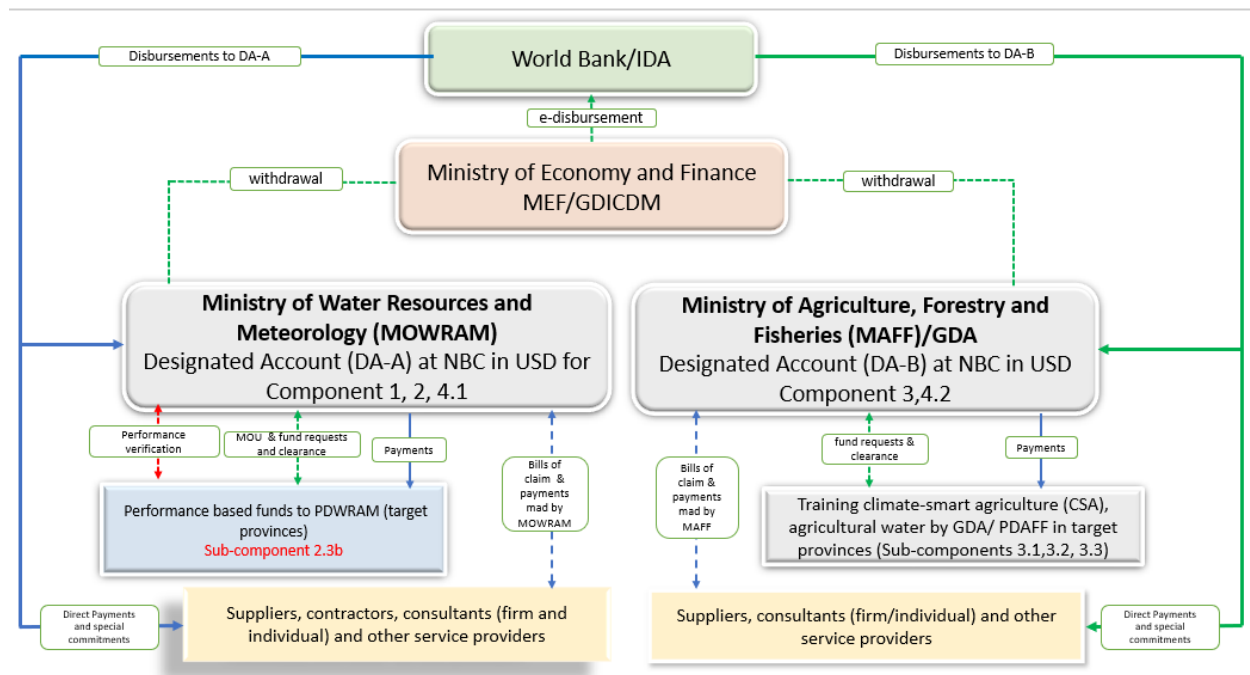 Disbursements to DA-A
World Bank/IDA
Disbursements to DA-B
e-disbursement
withdrawal
Ministry of Economy and Finance
MEF/GDICDM
withdrawal
Ministry of Water Resources and
Meteorology (MOWRAM)
Designated Account (DA-A) at NBC in USD for
Component 1, 2, 4.1
Ministry of Agriculture, Forestry and
Fisheries (MAFF)/GDA
Designated Account (DA-B) at NBC in USD
Component 3,4.2
Performance
verification
MOU & fund requests
and clearance
Payments
Bills of
claim &
payments
mad by
MOWRAM
Bills of
claim &
payments
mad by
MAFF
fund requests &
clearance
Payments
Performance based funds to PDWRAM (target
provinces)
Sub-component 2.3b
Training climate-smart agriculture (CSA),
agricultural water by GDA/ PDAFF in target
provinces (Sub-components 3.1,3.2, 3.3)
Direct Payments
and special
commitments
Suppliers, contractors, consultants (firm and
individual) and other service providers
Suppliers, consultants (firm/individual) and other
service providers
Direct Payments
and special
commitments